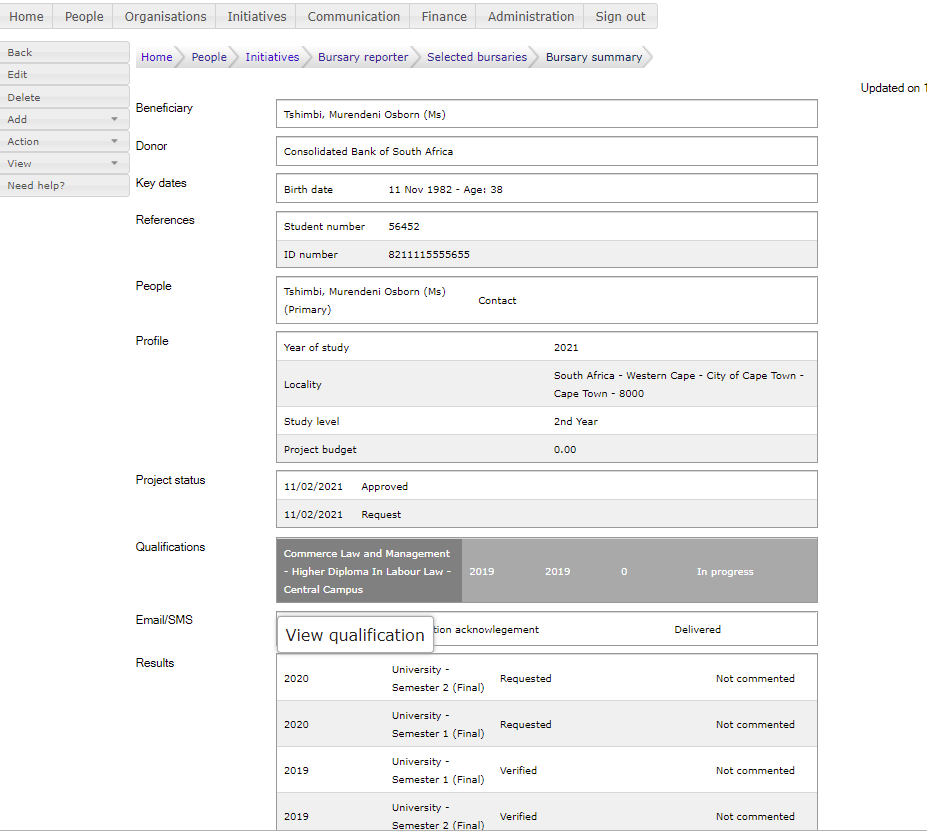 Home People Organisations Initiatives Communication Finance Administration Sign out
Back
Edit
Delete
Add
Action
View
Need help?
Home People Initiatives Bursary reporter Selected bursaries Bursary summary
Updated on 1
Beneficiary
Tshimbi, Murendeni Osborn (Ms)
Donor
Consolidated Bank of South Africa
Key dates
Birth date 11 Nov 1982 - Age: 38
References
Student number 56452
ID number 8211115555655
People
Tshimbi, Murendeni Osborn (Ms)
(Primary)
Contact
Profile
Year of study 2021
Locality
South Africa - Western Cape - City of Cape Town -
Cape Town - 8000
Study level 2nd Year
Project budget 0.00
Project status
11/02/2021 Approved
11/02/2021 Request
Qualifications
Commerce Law and Management
- Higher Diploma In Labour Law -
Central Campus
2019 2019 0 In progress
Email/SMS
View qualification
tion acknowlegement Delivered
Results
2020
University -
Semester 2 (Final)
Requested Not commented
2020
University -
Semester 1 (Final)
Requested Not commented
2019
University -
Semester 1 (Final)
Verified Not commented
2019
University -
Semester 2 (Final)
Verified Not commented